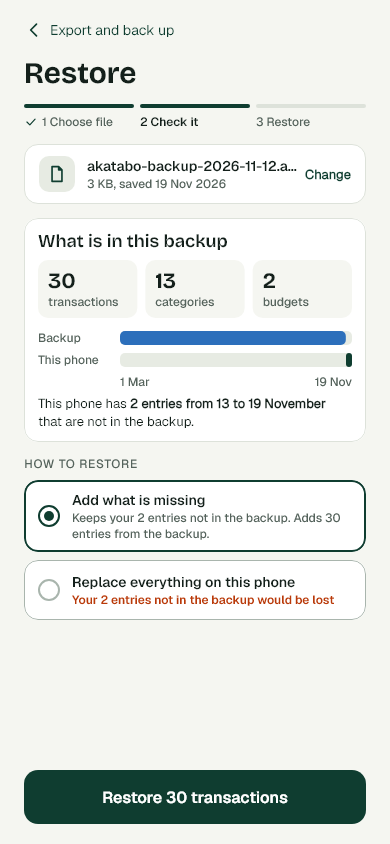 Export and back up
Restore
1 Choose file
2 Check it
3 Restore
akatabo-backup-2026-11-12.a...
3 KB, saved 19 Nov 2026
Change
What is in this backup
30
transactions
13
categories
2
budgets
Backup
This phone
1 Mar
19 Nov
This phone has 2 entries from 13 to 19 November
that are not in the backup.
HOW TO RESTORE
Add what is missing
Keeps your 2 entries not in the backup. Adds 30
entries from the backup.
Replace everything on this phone
Your 2 entries not in the backup would be lost
Restore 30 transactions